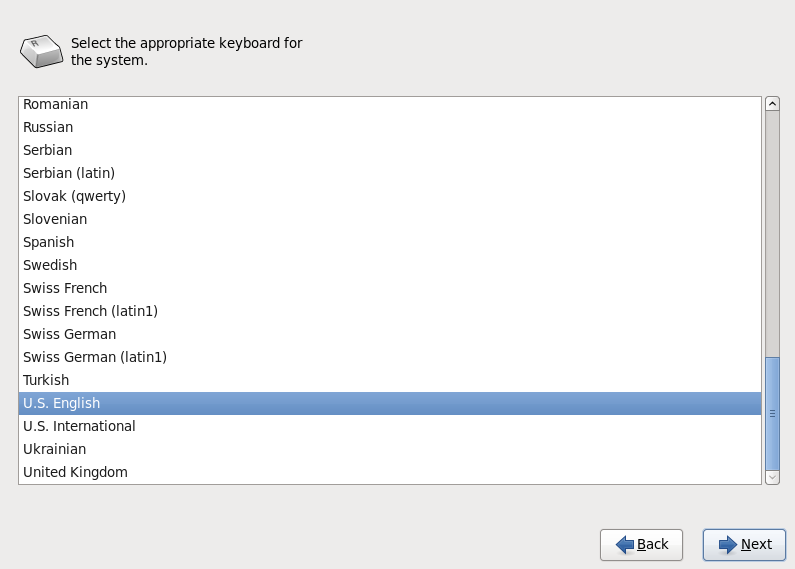 Select the appropriate keyboard for
the system.
Romanian
Russian
Serbian
Serbian (latin)
Slovak (qwerty)
Slovenian
Spanish
Swedish
Swiss French
Swiss French (latin1)
Swiss German
Swiss German (latin1)
Turkish
U.S. English
U.S. International
Ukrainian
United Kingdom
Back
Next